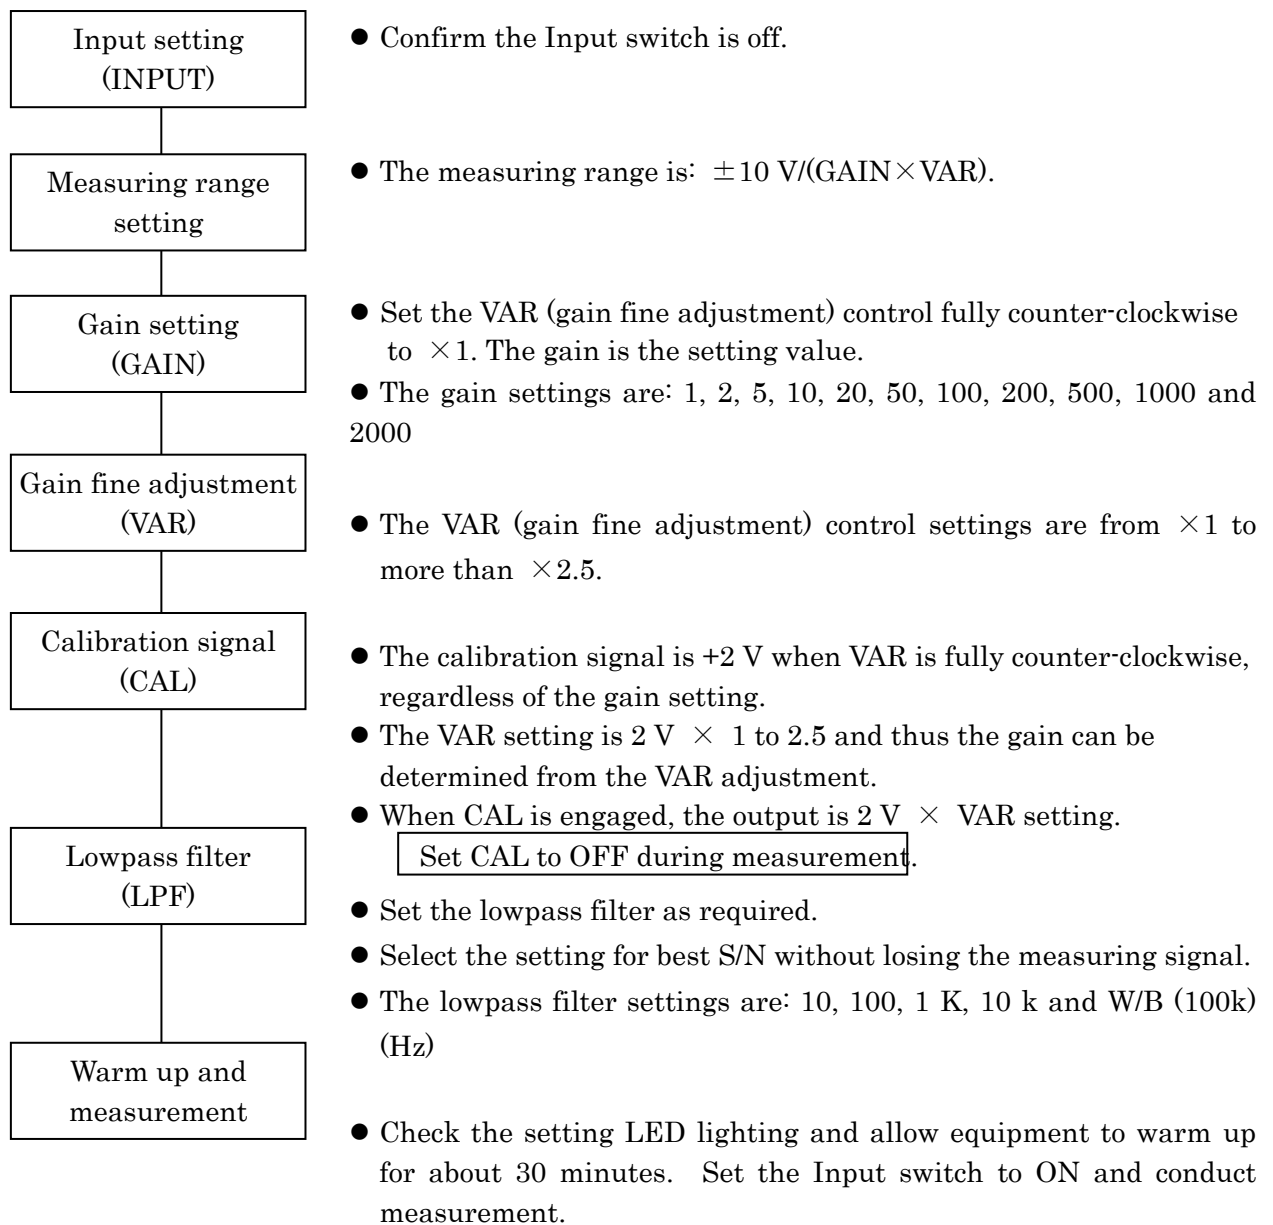 Input setting
(INPUT)
● Confirm the Input switch is off.
Measuring range
setting
● The measuring range is: ±10 V/(GAIN×VAR).
Gain setting
(GAIN)
● Set the VAR (gain fine adjustment) control fully counter-clockwise
to ×1. The gain is the setting value.
● The gain settings are: 1, 2, 5, 10, 20, 50, 100, 200, 500, 1000 and
2000
Gain fine adjustment
(VAR)
● The VAR (gain fine adjustment) control settings are from ×1 to
more than ×2.5.
Calibration signal
(CAL)
● The calibration signal is +2 V when VAR is fully counter-clockwise,
regardless of the gain setting.
● The VAR setting is 2 V × 1 to 2.5 and thus the gain can be
determined from the VAR adjustment.
● When CAL is engaged, the output is 2 V × VAR setting.
Set CAL to OFF during measurement.
Lowpass filter
(LPF)
● Set the lowpass filter as required.
● Select the setting for best S/N without losing the measuring signal.
● The lowpass filter settings are: 10, 100, 1 K, 10 k and W/B (100k)
(Hz)
Warm up and
measurement
● Check the setting LED lighting and allow equipment to warm up
for about 30 minutes. Set the Input switch to ON and conduct
measurement.